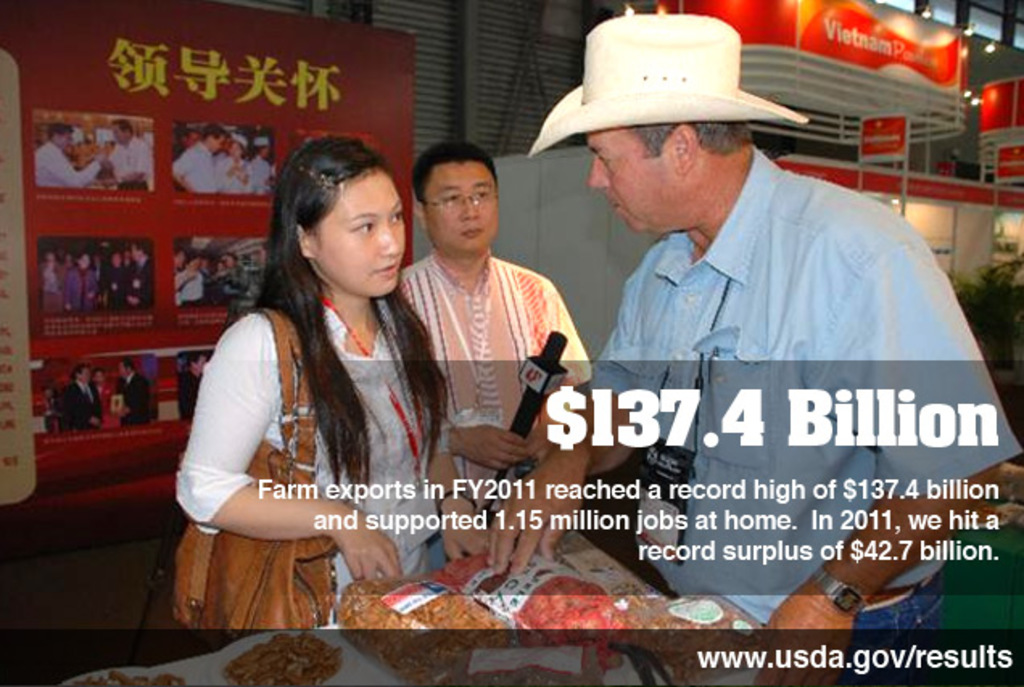 领导关怀
Vietnam
$137.4 Billion
Farm exports in FY2011 reached a record high of $137.4 billion
and supported 1.15 million jobs at home. In 2011, we hit a
record surplus of $42.7 billion.
www.usda.gov/results